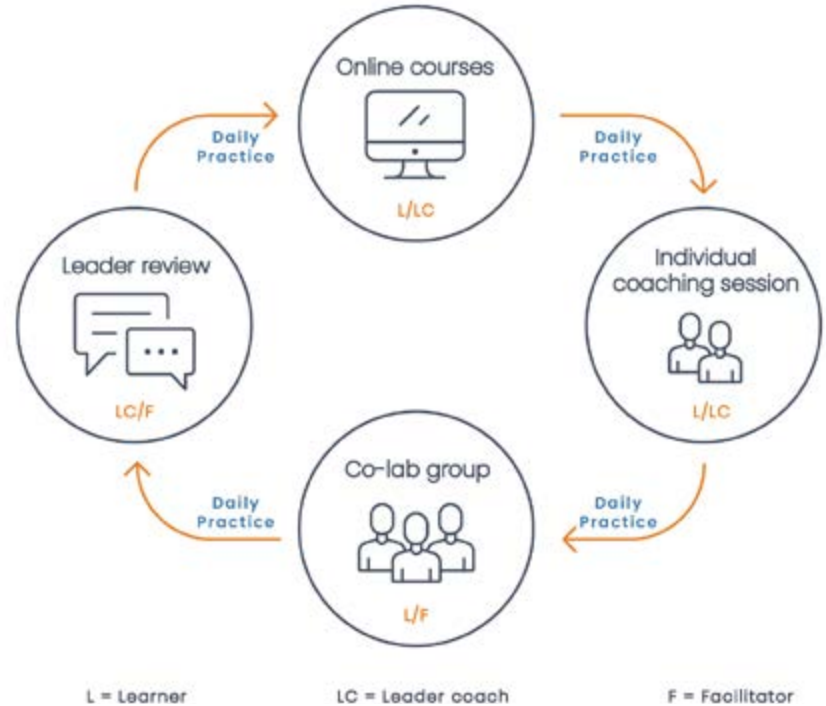 Online courses
L/LC
Daily
Practice
Daily
Practice
Leader review
LC/F
Individual
coaching session
L/LC
Co-lab group
L/F
Daily
Practice
Daily
Practice
L = Learner
LC = Leader coach
F = Facilitator